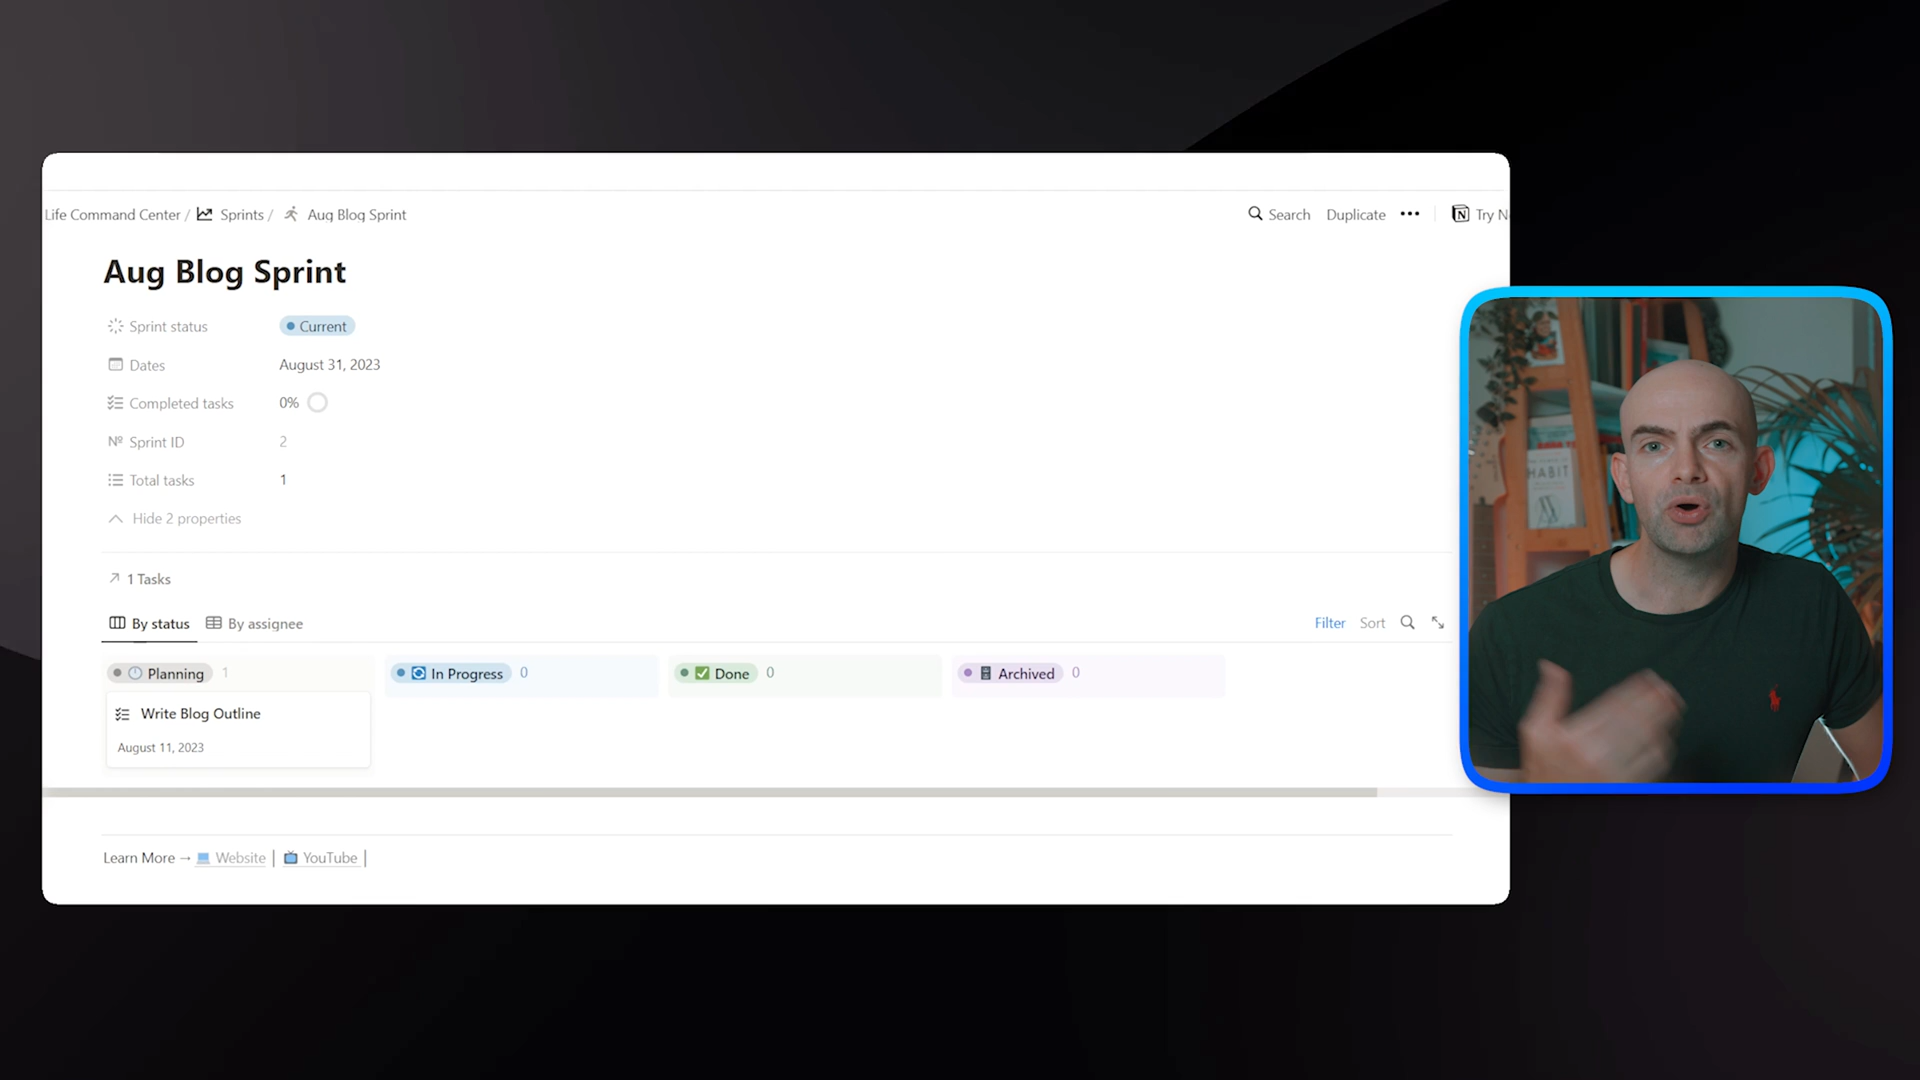 Life Command Center / Sprints / Aug Blog Sprint
Search Duplicate ••• Try N
Aug Blog Sprint
Sprint status Current
Dates August 31, 2023
Completed tasks 0%
Nº Sprint ID 2
Total tasks 1
Hide 2 properties
1 Tasks
By status By assignee
Filter Sort
Planning 1 In Progress 0 Done 0 Archived 0
Write Blog Outline
August 11, 2023
Learn More → Website | YouTube |
HABIT